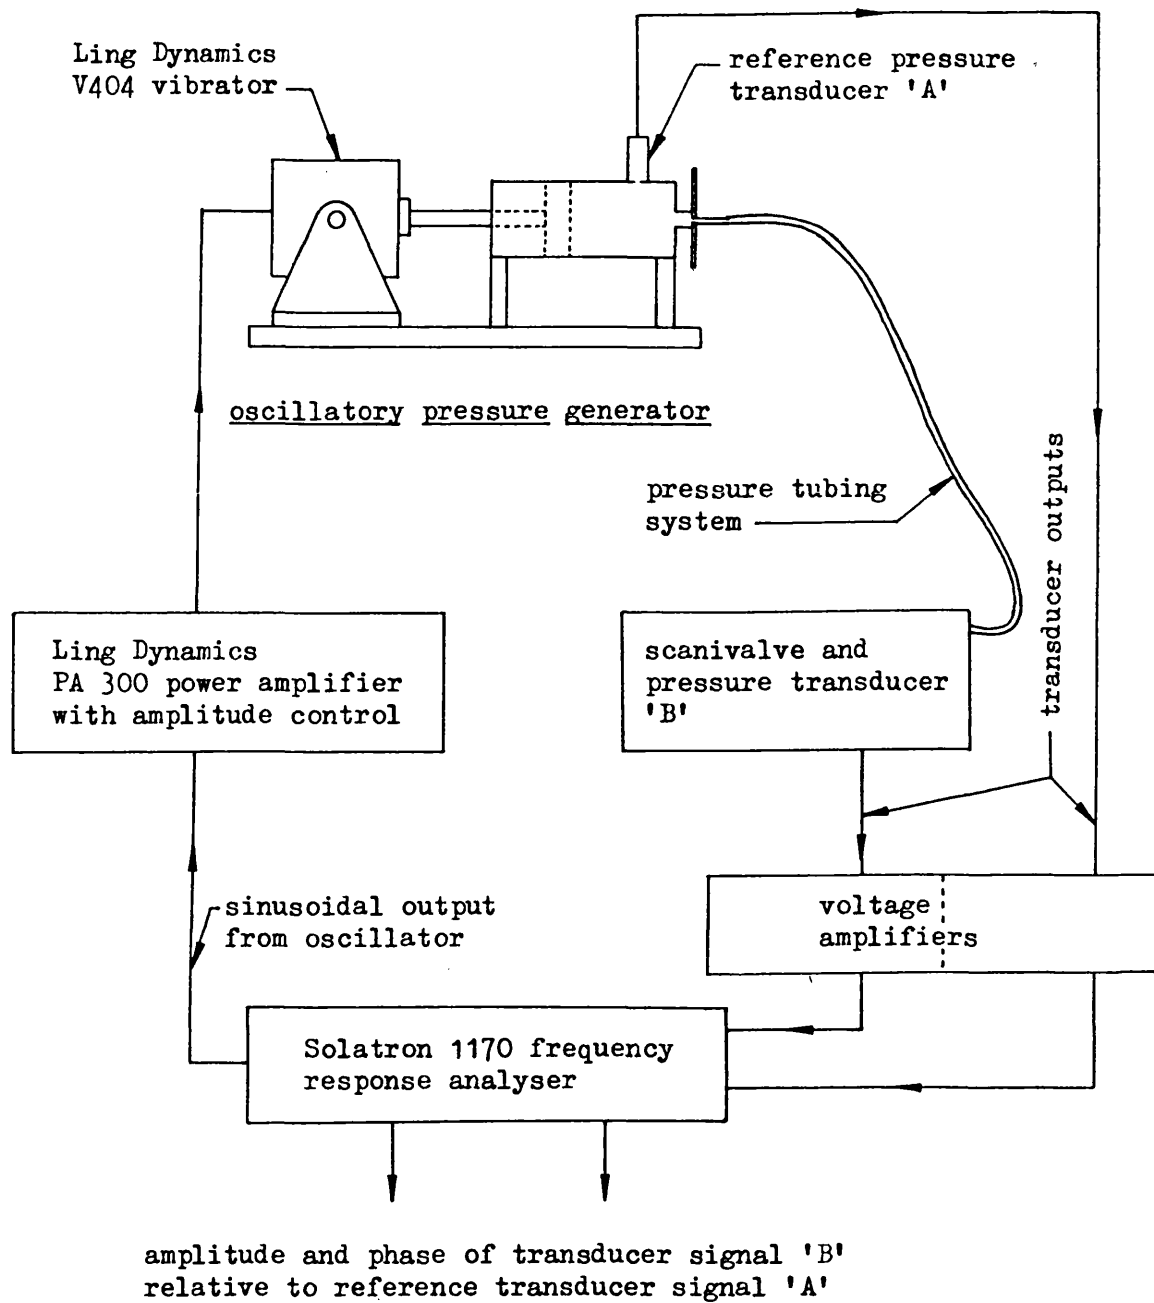 Ling Dynamics
V404 vibrator
reference pressure
transducer 'A'
oscillatory pressure generator
pressure tubing
system
transducer outputs
Ling Dynamics
PA 300 power amplifier
with amplitude control
scanivalve and
pressure transducer
'B'
sinusoidal output
from oscillator
voltage
amplifiers
Solatron 1170 frequency
response analyser
amplitude and phase of transducer signal 'B'
relative to reference transducer signal 'A'